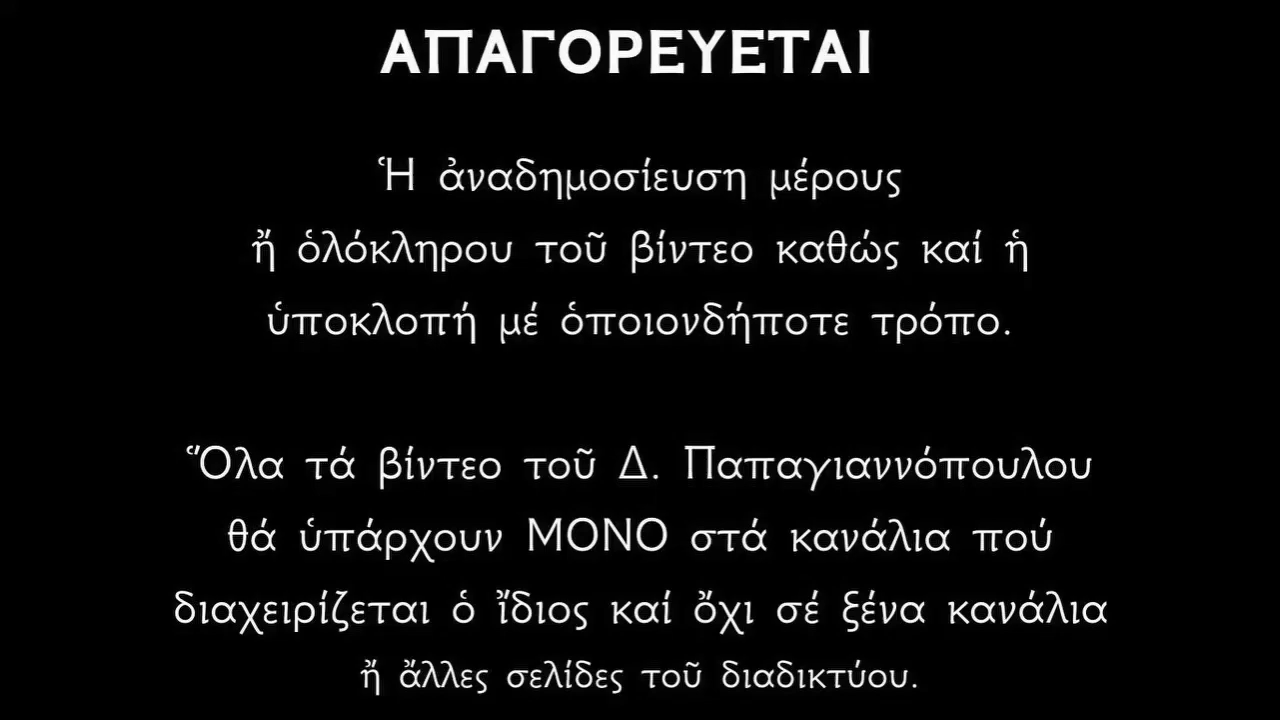 ΑΠΑΓΟΡΕΥΕΤΑΙ
Ἡ ἀναδημοσίευση μέρους
ἤ ὁλόκληρου τοῦ βίντεο καθώς καί ἡ
ὑποκλοπή μέ ὁποιονδήποτε τρόπο.
Ὅλα τά βίντεο τοῦ Δ. Παπαγιαννόπουλου
θά ὑπάρχουν ΜΟΝΟ στά κανάλια πού
διαχειρίζεται ὁ ἴδιος καί ὄχι σέ ξένα κανάλια
ἤ ἄλλες σελίδες τοῦ διαδικτύου.